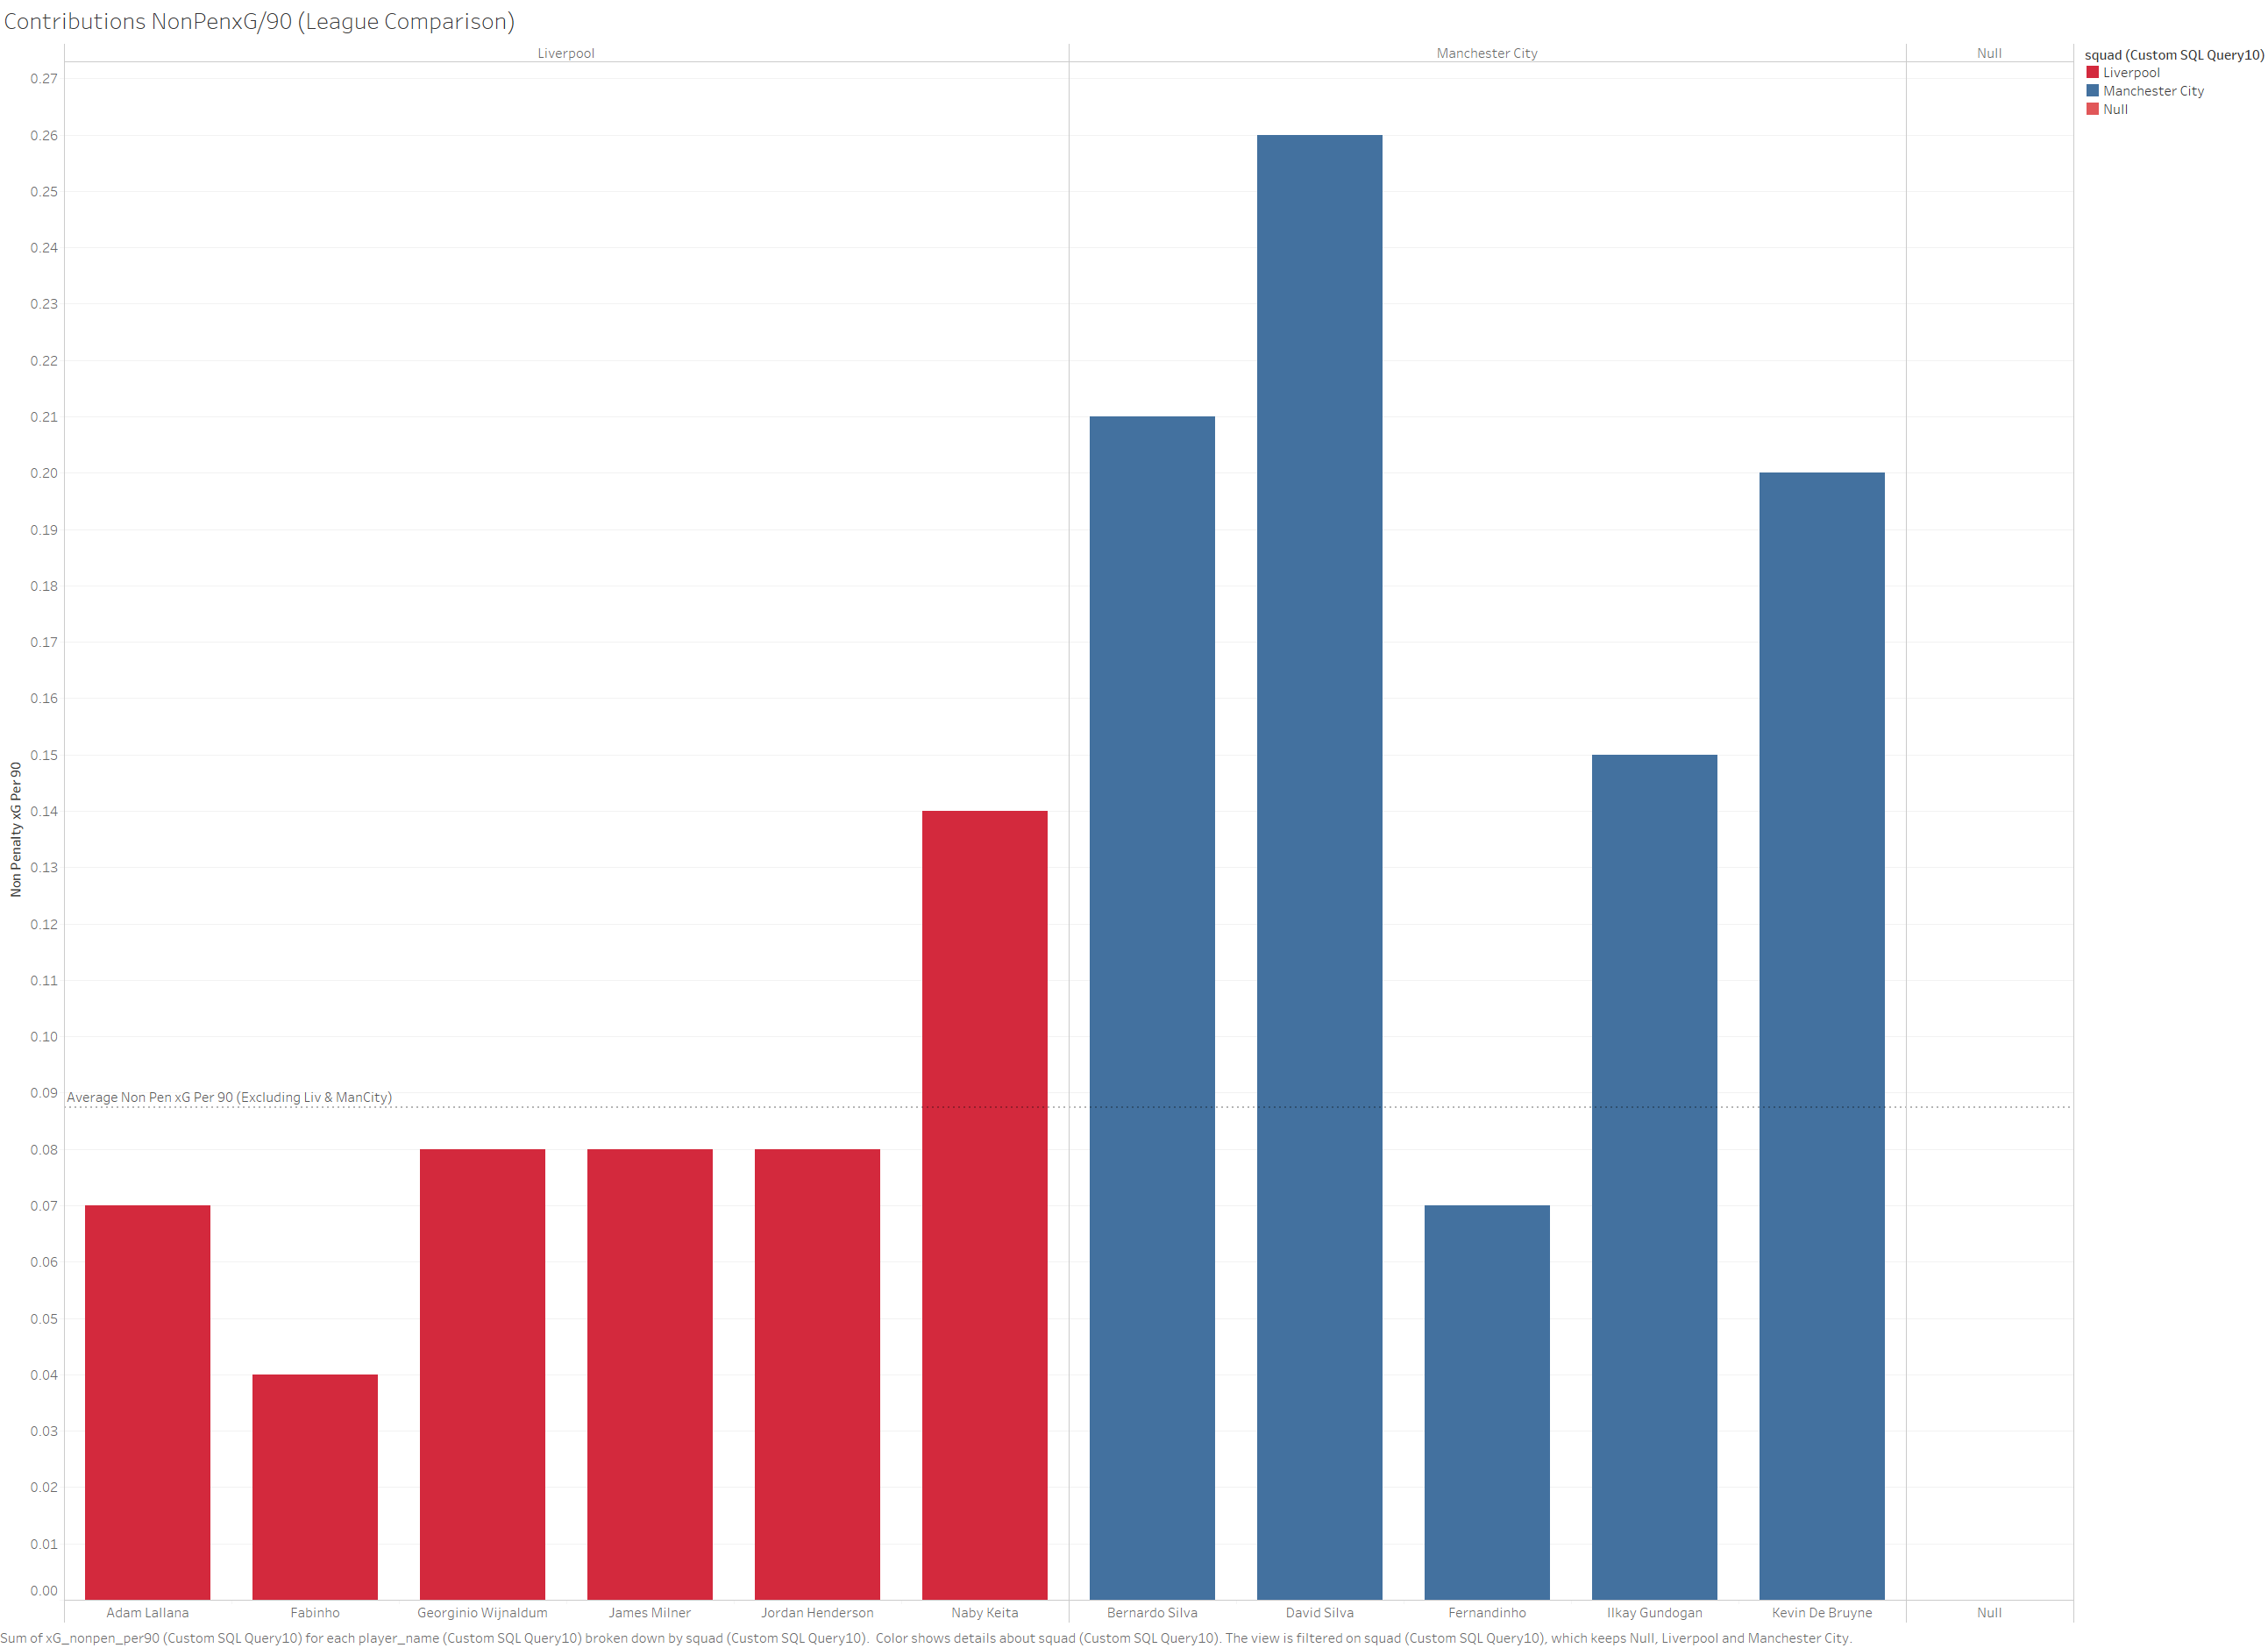 Contributions NonPenxG/90 (League Comparison)
Liverpool
Manchester City
Null
squad (Custom SQL Query10)
Liverpool
Manchester City
Null
Non Penalty xG Per 90
0.27
0.26
0.25
0.24
0.23
0.22
0.21
0.20
0.19
0.18
0.17
0.16
0.15
0.14
0.13
0.12
0.11
0.10
0.09
0.08
0.07
0.06
0.05
0.04
0.03
0.02
0.01
0.00
Average Non Pen xG Per 90 (Excluding Liv & ManCity)
Adam Lallana
Fabinho
Georginio Wijnaldum
James Milner
Jordan Henderson
Naby Keita
Bernardo Silva
David Silva
Fernandinho
Ilkay Gundogan
Kevin De Bruyne
Null
Sum of xG_nonpen_per90 (Custom SQL Query10) for each player_name (Custom SQL Query10) broken down by squad (Custom SQL Query10).  Color shows details about squad (Custom SQL Query10). The view is filtered on squad (Custom SQL Query10), which keeps Null, Liverpool and Manchester City.